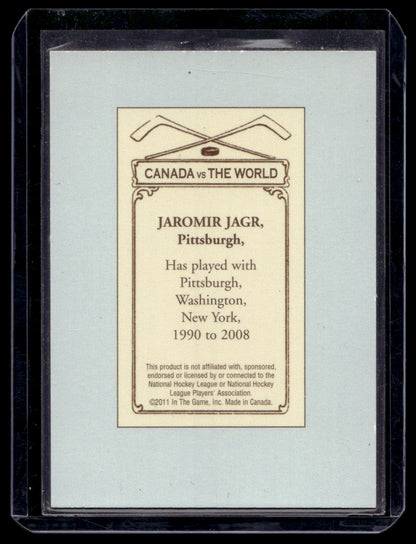 CANADA vs THE WORLD
JAROMIR JAGR,
Pittsburgh,
Has played with
Pittsburgh,
Washington,
New York,
1990 to 2008
This product is not affiliated with, sponsored,
endorsed or licensed by or connected to the
National Hockey League or National Hockey
League Players' Association.
©2011 In The Game, Inc. Made in Canada.